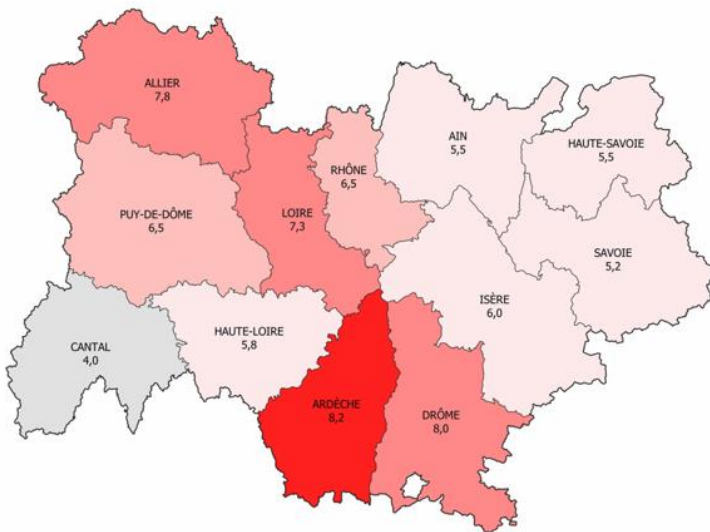 ALLIER
7,8
AIN
5,5
HAUTE-SAVOIE
5,5
RHÔNE
6,5
PUY-DE-DÔME
6,5
LOIRE
7,3
SAVOIE
5,2
ISÈRE
6,0
HAUTE-LOIRE
5,8
CANTAL
4,0
ARDÈCHE
8,2
DRÔME
8,0